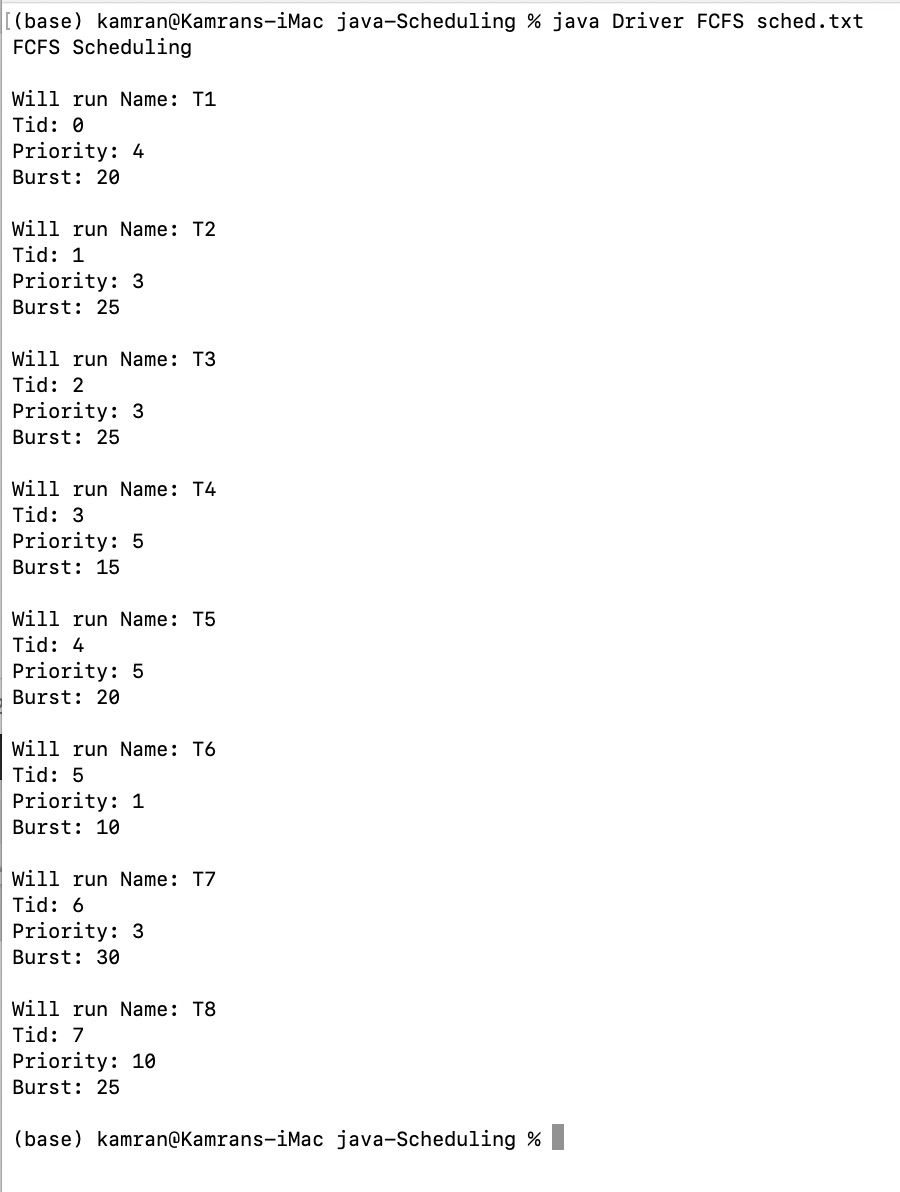 [(base) kamran@Kamrans-iMac java-Scheduling % java Driver FCFS sched.txt
FCFS Scheduling
Will run Name: T1
Tid: 0
Priority: 4
Burst: 20
Will run Name: T2
Tid: 1
Priority: 3
Burst: 25
Will run Name: T3
Tid: 2
Priority: 3
Burst: 25
Will run Name: T4
Tid: 3
Priority: 5
Burst: 15
Will run Name: T5
Tid: 4
Priority: 5
Burst: 20
Will run Name: T6
Tid: 5
Priority: 1
Burst: 10
Will run Name: T7
Tid: 6
Priority: 3
Burst: 30
Will run Name: T8
Tid: 7
Priority: 10
Burst: 25
(base) kamran@Kamrans-iMac java-Scheduling %